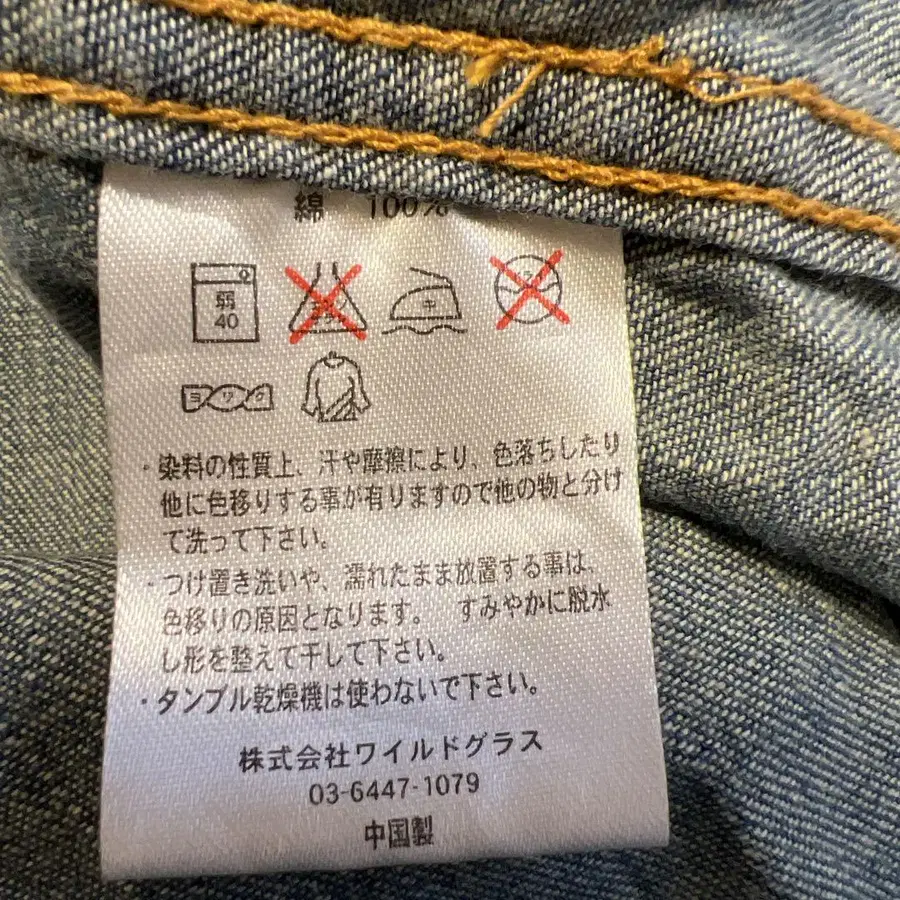 綿 100%
弱
40
ヨワク
・染料の性質上、汗や摩擦により、色落ちしたり
他に色移りする事が有りますので他の物と分け
て洗って下さい。
・つけ置き洗いや、濡れたまま放置する事は、
色移りの原因となります。 すみやかに脱水
し形を整えて干して下さい。
・タンブル乾燥機は使わないで下さい。
株式会社ワイルドグラス
03-6447-1079
中国製